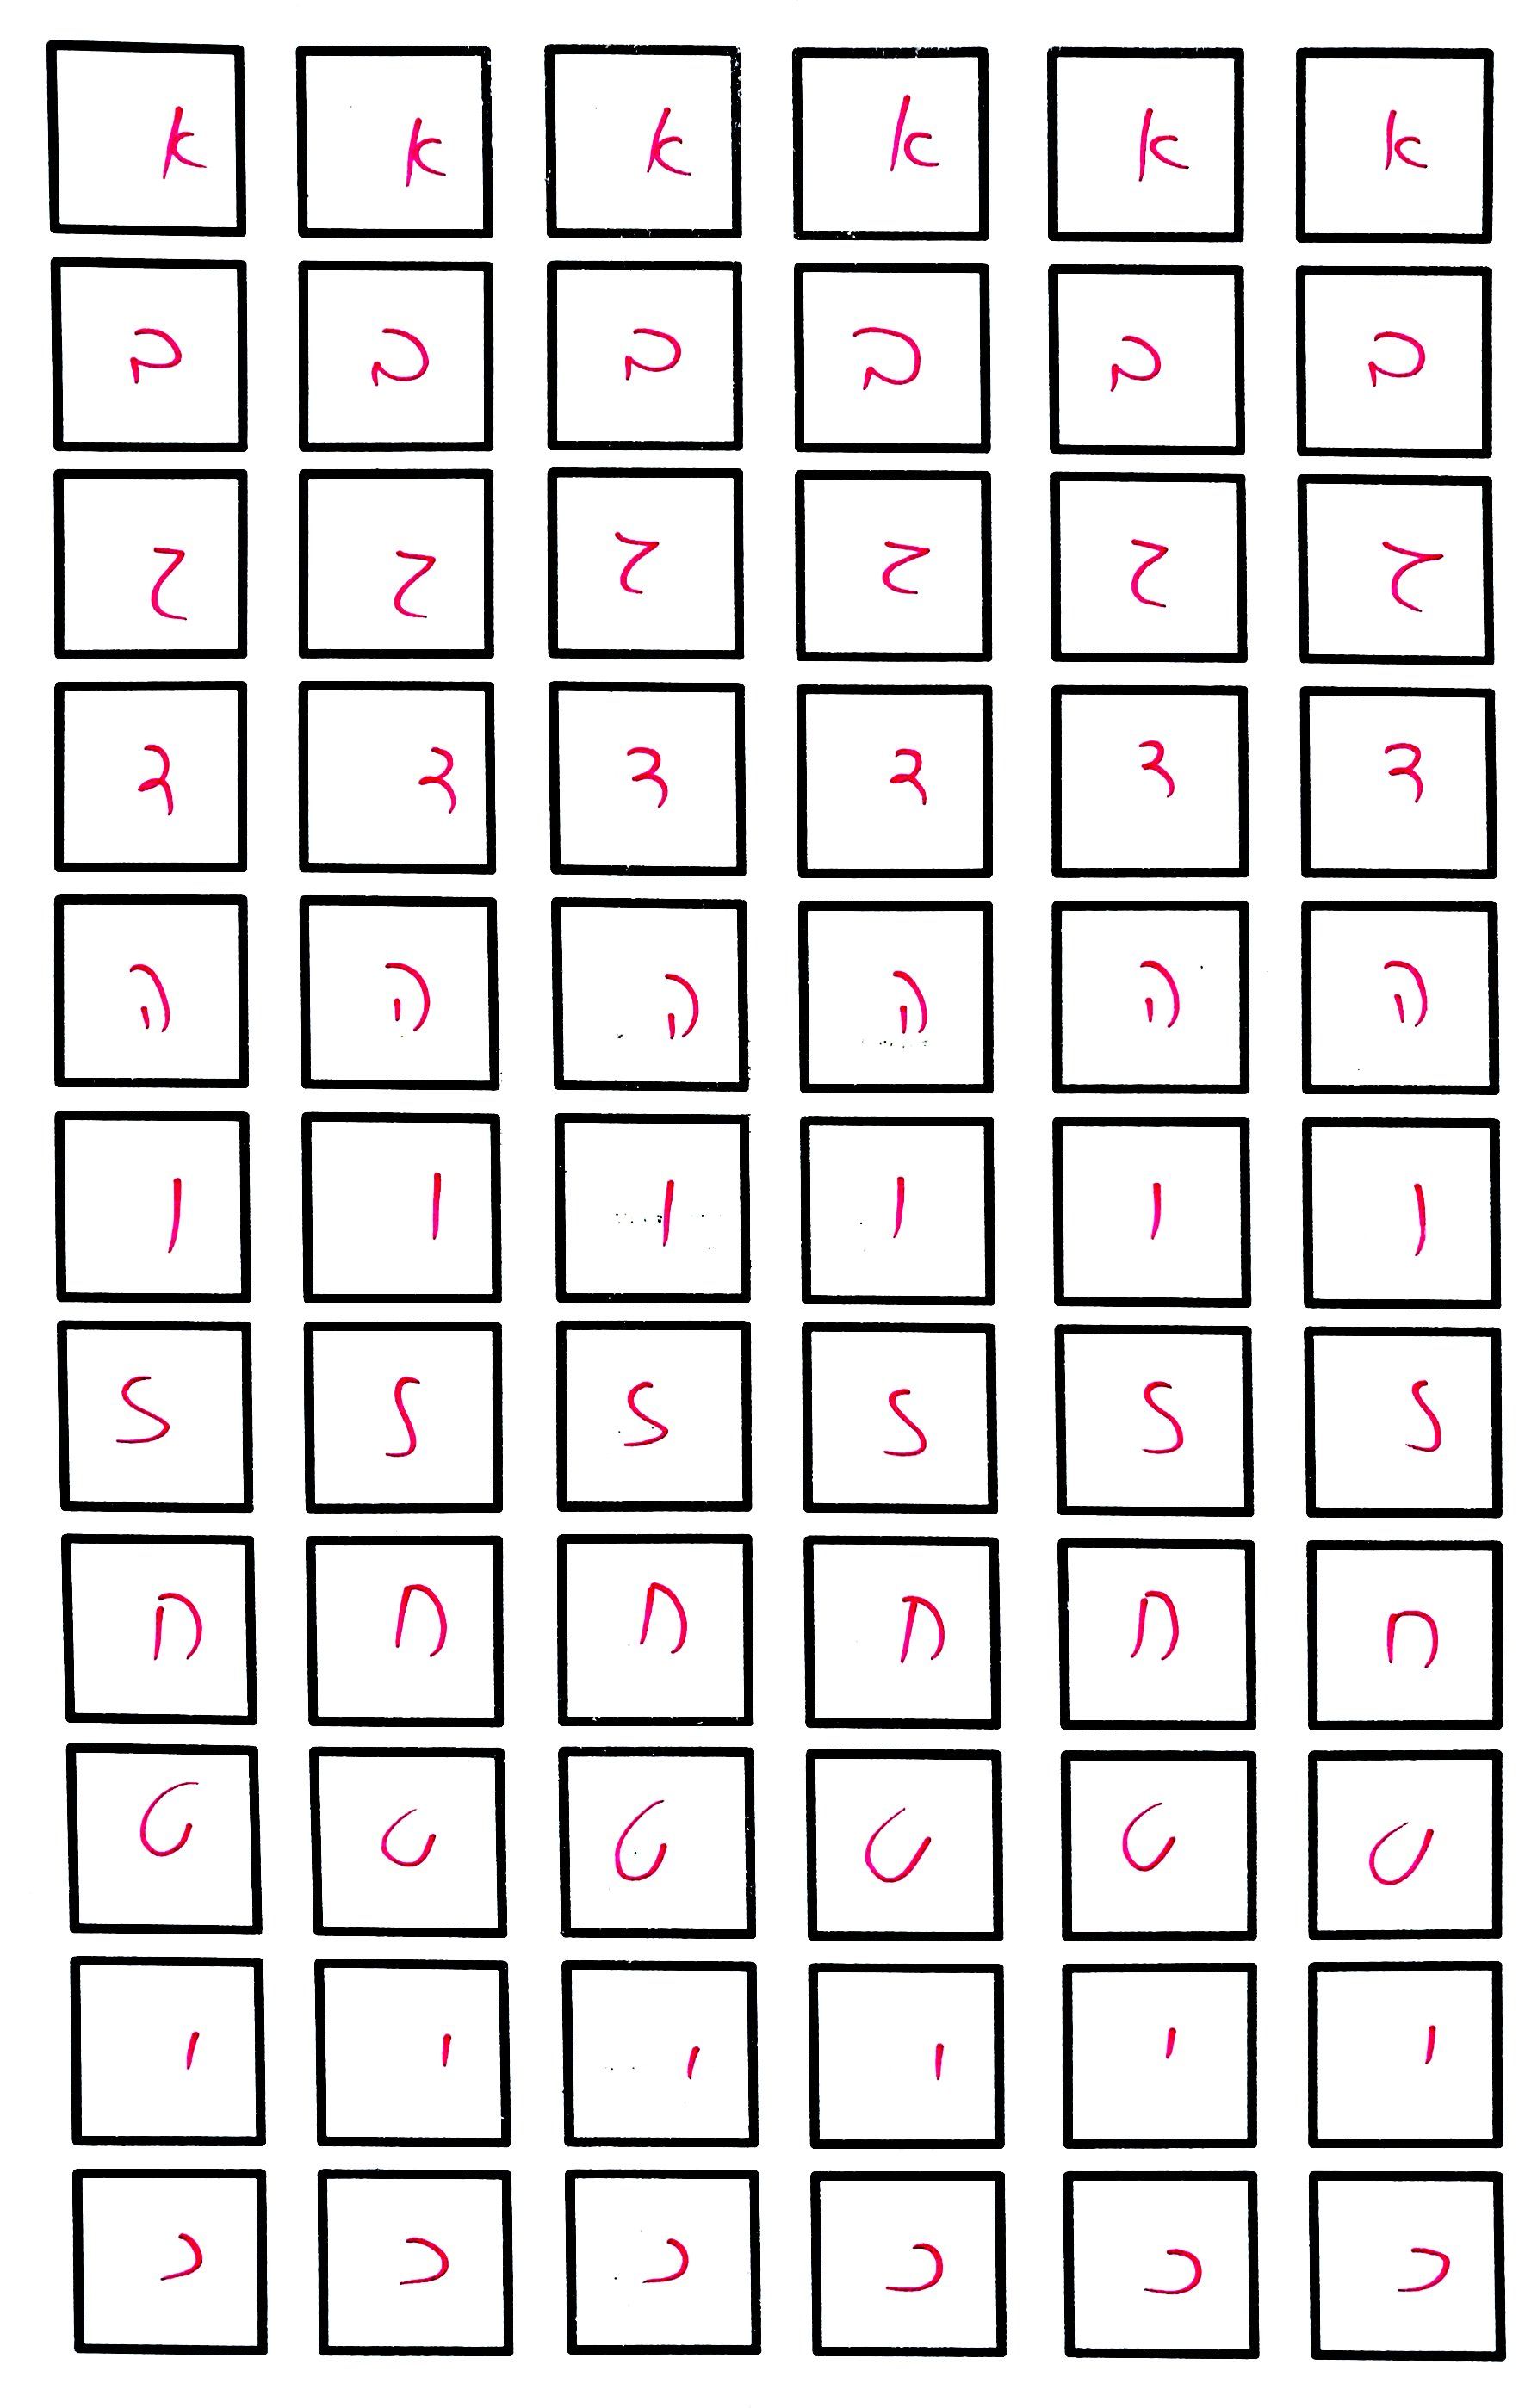 א א א א א א
ב ב ב ב ב ב
ג ג ג ג ג ג
ד ד ד ד ד ד
ה ה ה ה ה ה
ו ו ו ו ו ו
ז ז ז ז ז ז
ח ח ח ח ח ח
ט ט ט ט ט ט
י י י י י י
כ כ כ כ כ כ